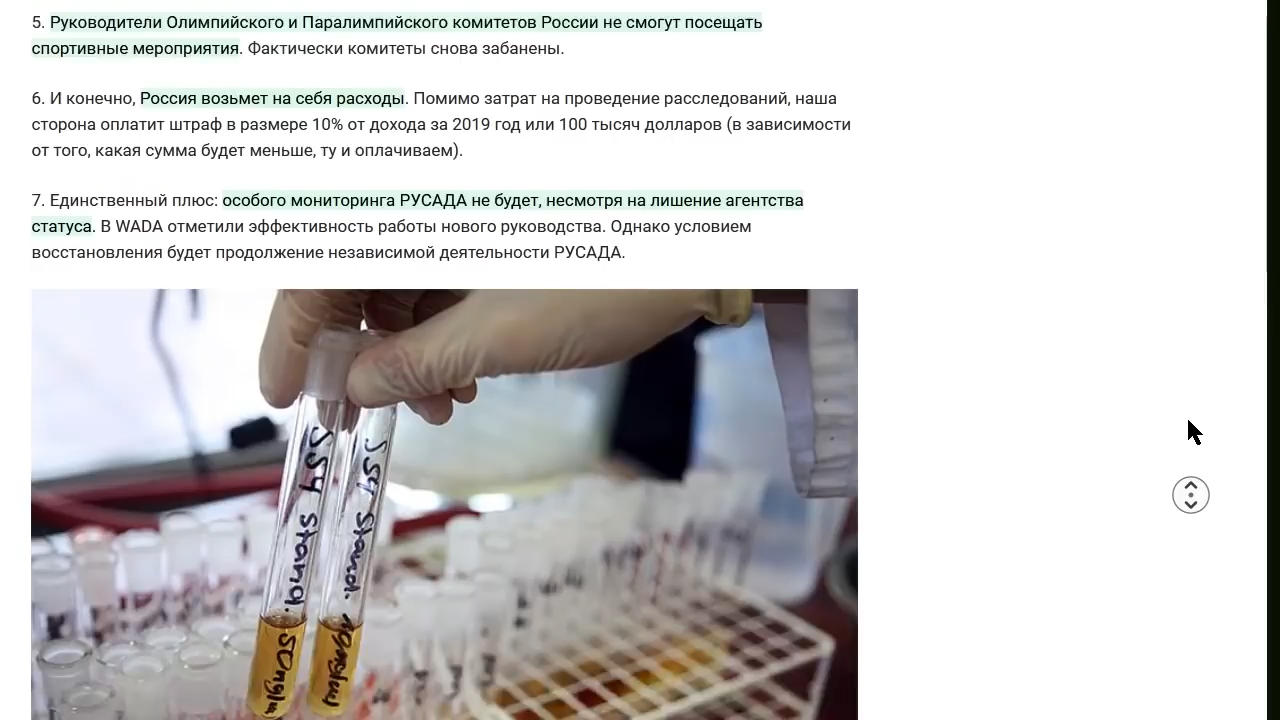 5. Руководители Олимпийского и Паралимпийского комитетов России не смогут посещать
спортивные мероприятия. Фактически комитеты снова забанены.
6. И конечно, Россия возьмет на себя расходы. Помимо затрат на проведение расследований, наша
сторона оплатит штраф в размере 10% от дохода за 2019 год или 100 тысяч долларов (в зависимости
от того, какая сумма будет меньше, ту и оплачиваем).
7. Единственный плюс: особого мониторинга РУСАДА не будет, несмотря на лишение агентства
статуса. В WADA отметили эффективность работы нового руководства. Однако условием
восстановления будет продолжение независимой деятельности РУСАДА.